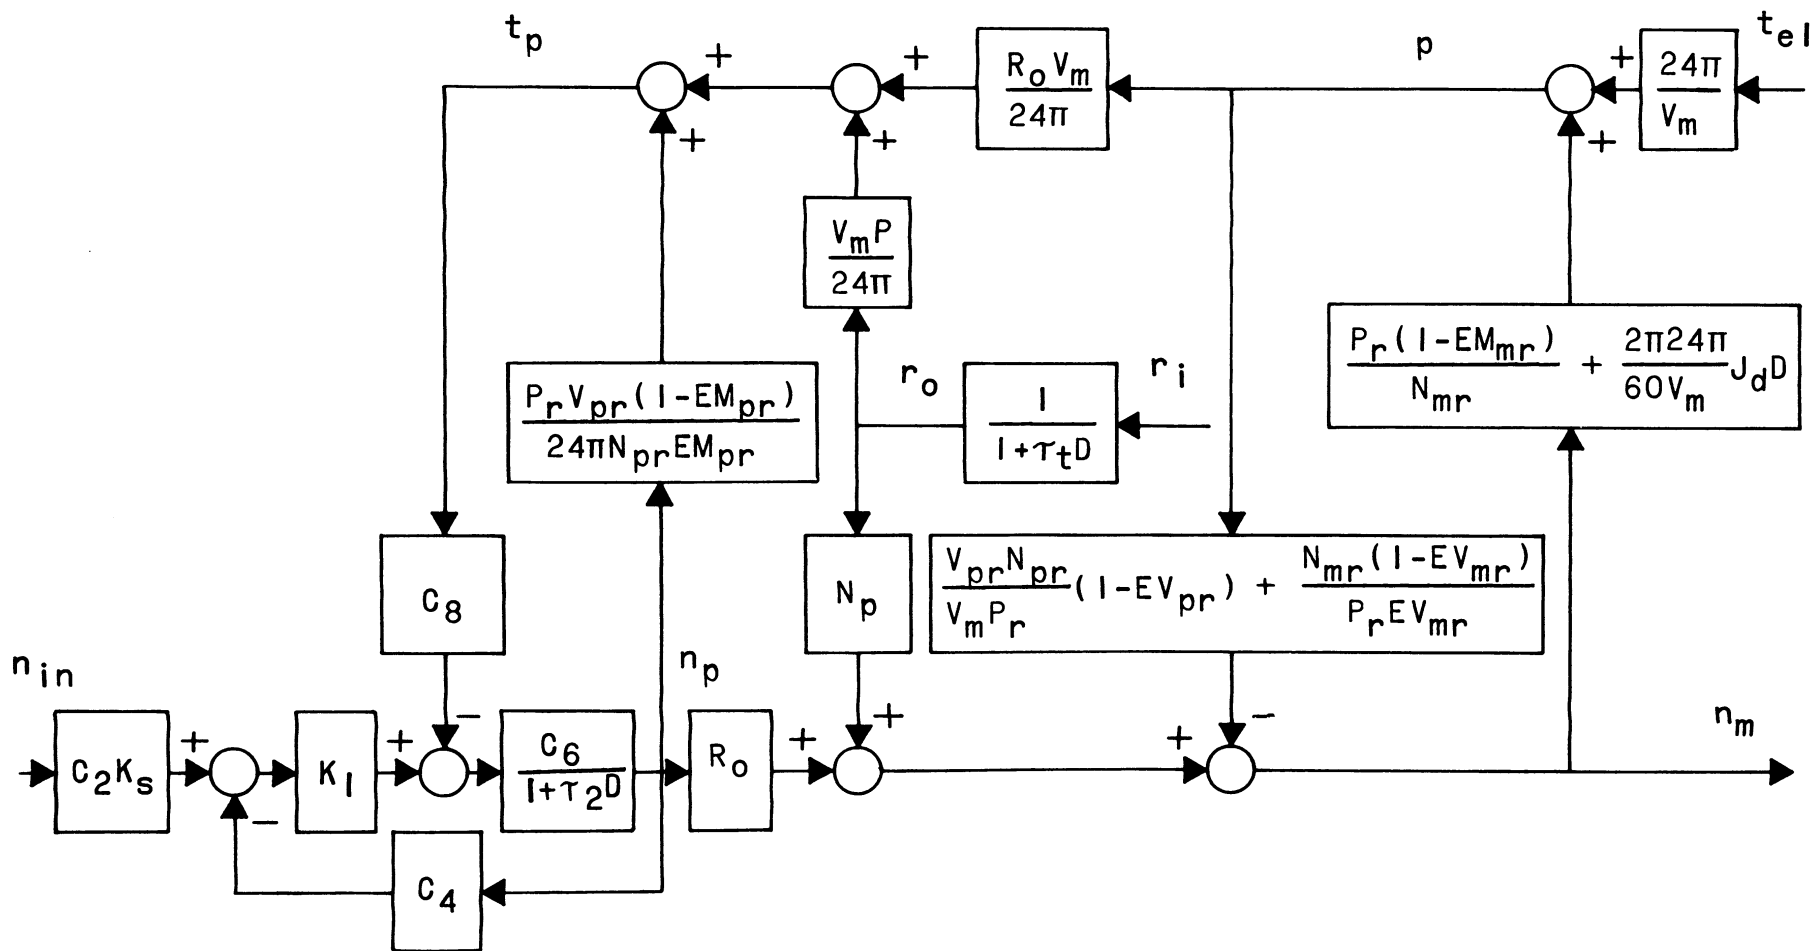 t_p
+
+
R_o V_m
24π
p
+
24π
V_m
t_el
+
+
+
V_m P
24π
P_r V_pr (1-EM_pr)
24π N_pr EM_pr
r_o
1
1+τ_t D
r_i
P_r (1-EM_mr)
N_mr
+
2π24π
60V_m
J_d D
C_8
N_p
V_pr N_pr
V_m P_r
(1-EV_pr) +
N_mr (1-EV_mr)
P_r EV_mr
n_in
n_p
n_m
-
+
-
C_2 K_s
+
K_1
+
C_6
1+τ_2 D
R_o
+
+
-
C_4